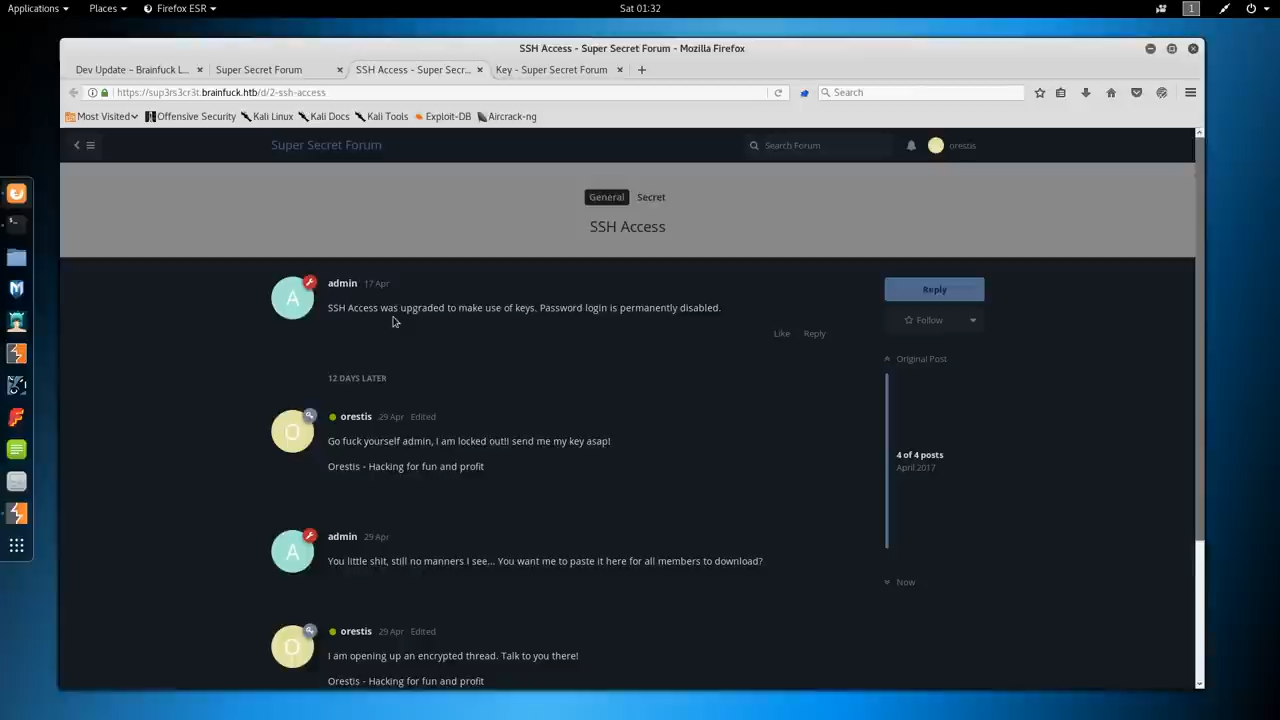 Applications
Places
Firefox ESR
Sat 01:32
1
SSH Access - Super Secret Forum - Mozilla Firefox
Dev Update – Brainfuck L...
Super Secret Forum
SSH Access - Super Secr...
Key - Super Secret Forum
https://sup3rs3cr3t.brainfuck.htb/d/2-ssh-access
Search
Most Visited
Offensive Security
Kali Linux
Kali Docs
Kali Tools
Exploit-DB
Aircrack-ng
Super Secret Forum
Search Forum
orestis
General
Secret
SSH Access
A
admin 17 Apr
SSH Access was upgraded to make use of keys. Password login is permanently disabled.
Like Reply
Reply
Follow
Original Post
4 of 4 posts
April 2017
Now
12 DAYS LATER
O
orestis 29 Apr Edited
Go fuck yourself admin, I am locked out!! send me my key asap!
Orestis - Hacking for fun and profit
A
admin 29 Apr
You little shit, still no manners I see... You want me to paste it here for all members to download?
O
orestis 29 Apr Edited
I am opening up an encrypted thread. Talk to you there!
Orestis - Hacking for fun and profit